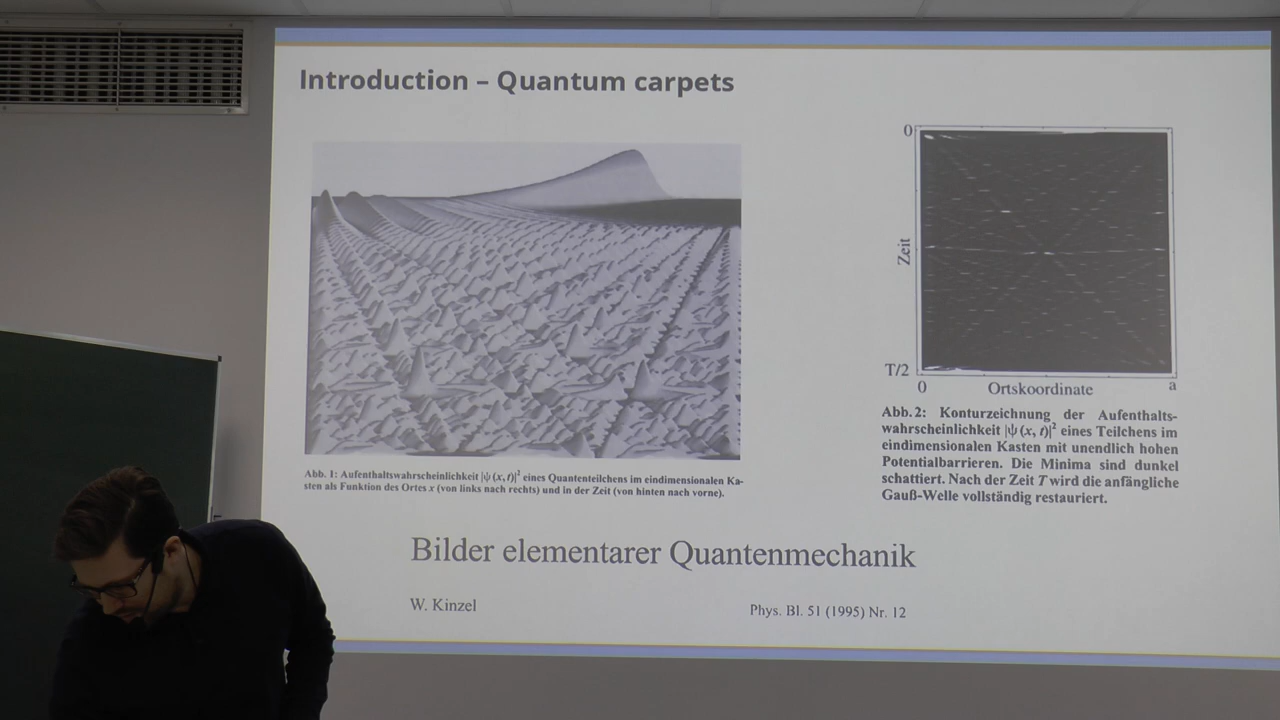 Introduction – Quantum carpets
0
Zeit
T/2
0
Ortskoordinate
a
Abb. 1: Aufenthaltswahrscheinlichkeit |ψ (x, t)|² eines Quantenteilchens im eindimensionalen Ka-
sten als Funktion des Ortes x (von links nach rechts) und in der Zeit (von hinten nach vorne).
Abb. 2: Konturzeichnung der Aufenthalts-
wahrscheinlichkeit |ψ (x, t)|² eines Teilchens im
eindimensionalen Kasten mit unendlich hohen
Potentialbarrieren. Die Minima sind dunkel
schattiert. Nach der Zeit T wird die anfängliche
Gauß-Welle vollständig restauriert.
Bilder elementarer Quantenmechanik
W. Kinzel
Phys. Bl. 51 (1995) Nr. 12